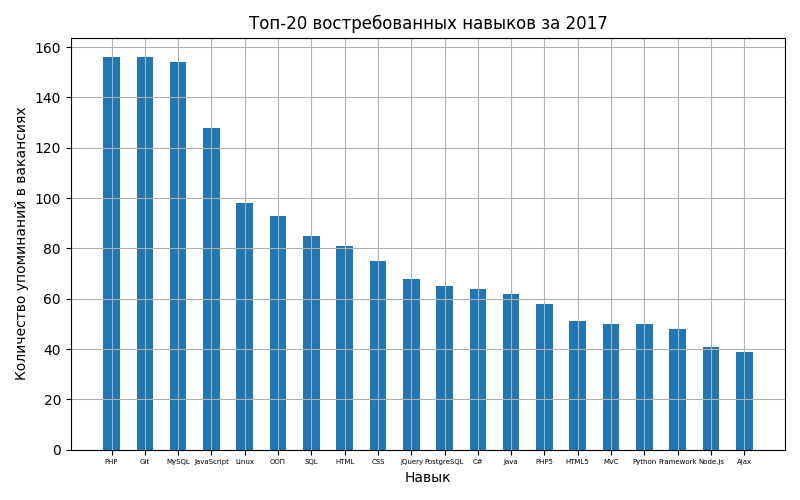 Топ-20 востребованных навыков за 2017
Количество упоминаний в вакансиях
160
140
120
100
80
60
40
20
0
PHP Git MySQL JavaScript Linux ООП SQL HTML CSS jQuery PostgreSQL C# Java PHP5 HTML5 MVC Python Framework Node.js Ajax
Навык